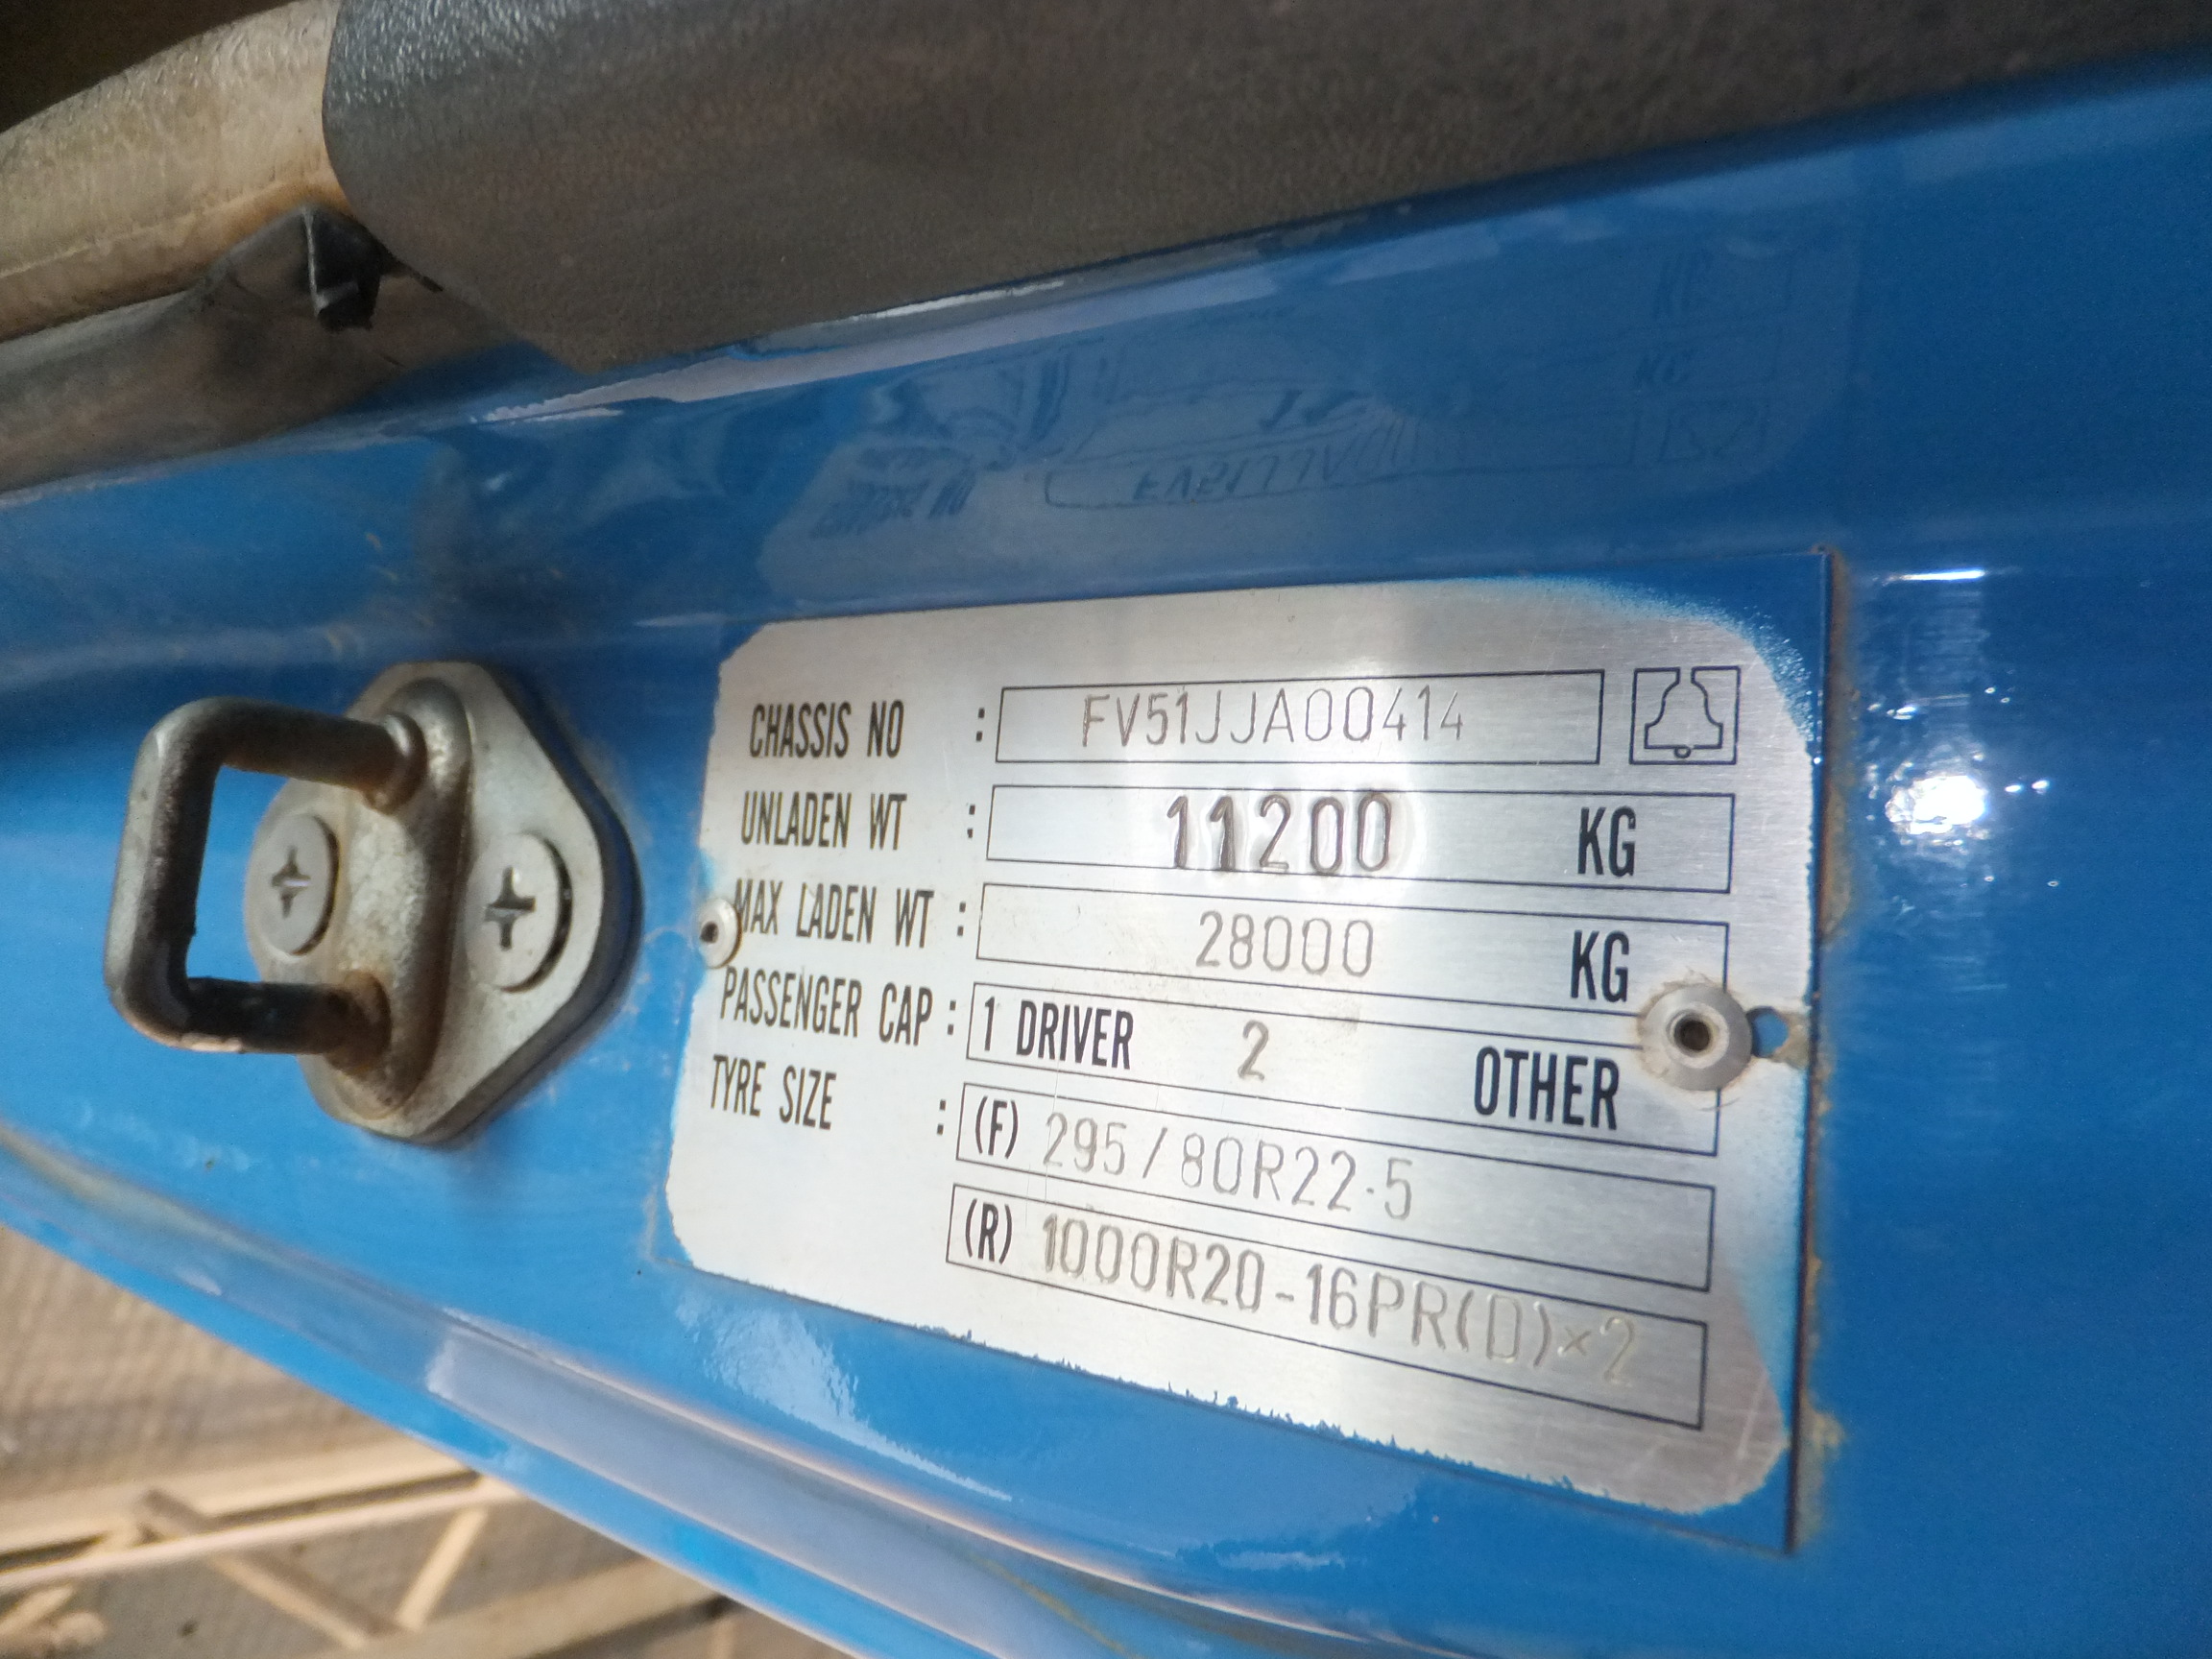 CHASSIS NO : FV51JJA00414
UNLADEN WT : 11200 KG
MAX LADEN WT : 28000 KG
PASSENGER CAP : 1 DRIVER 2 OTHER
TYRE SIZE : (F) 295/80R22.5
(R) 1000R20-16PR(D)×2